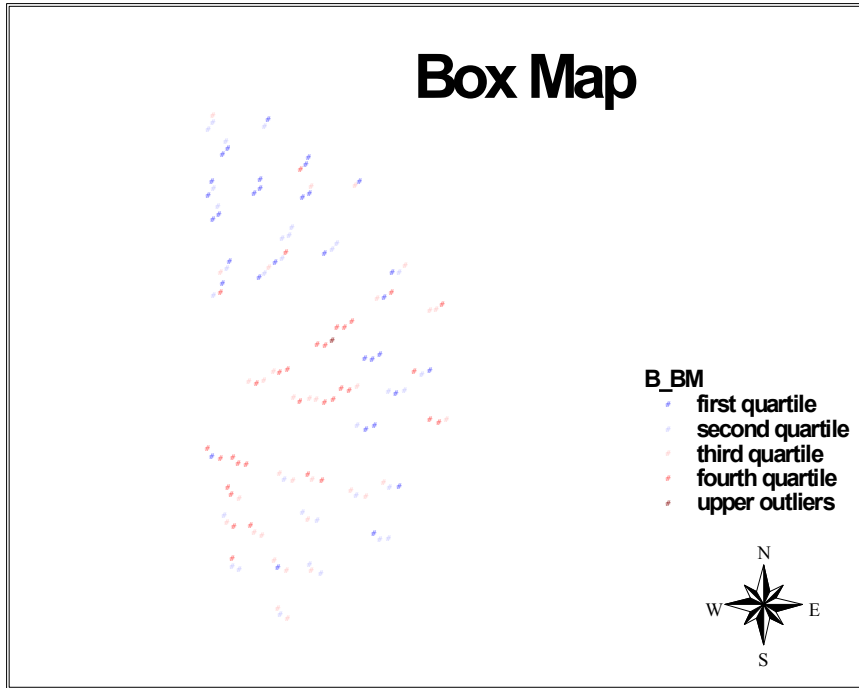 Box Map
B_BM
first quartile
second quartile
third quartile
fourth quartile
upper outliers
N
W E
S